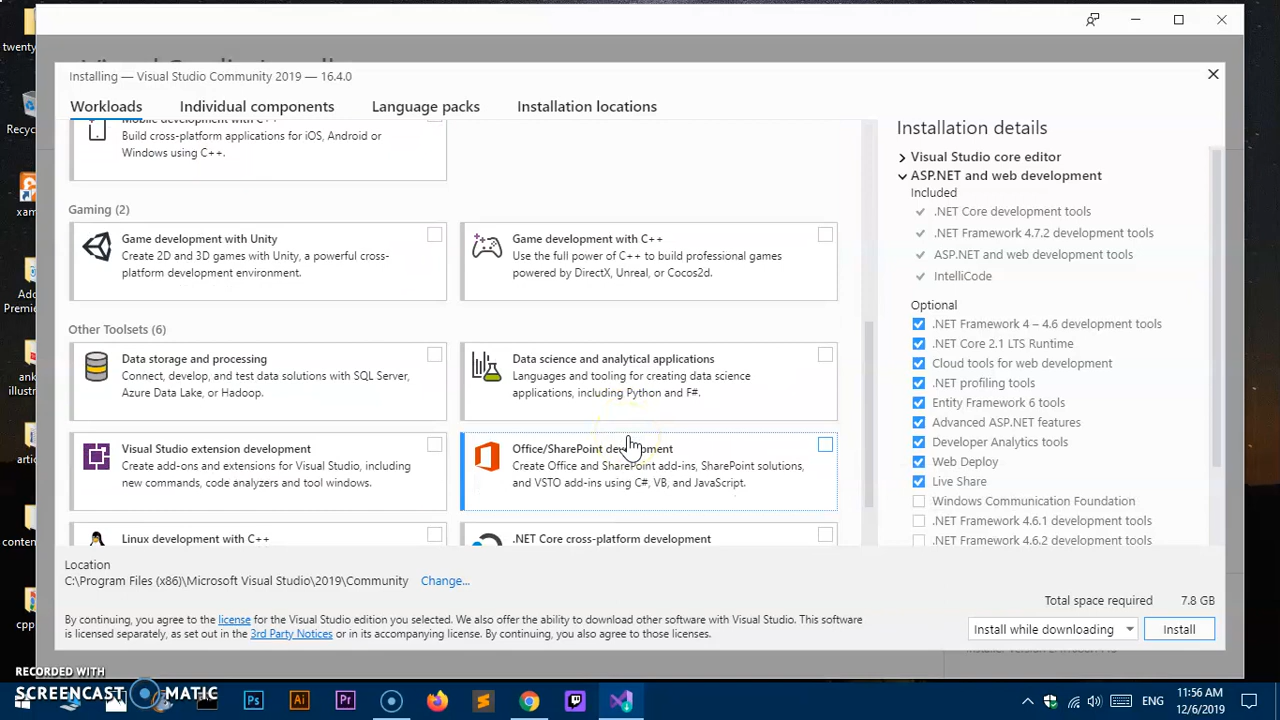 twenty
Recyc
xam
Ado
Premie
ank
conten
cpp
Installing — Visual Studio Community 2019 — 16.4.0
Workloads
Individual components
Language packs
Installation locations
Mobile development with C++
Build cross-platform applications for iOS, Android or
Windows using C++.
Gaming (2)
Game development with Unity
Create 2D and 3D games with Unity, a powerful cross-
platform development environment.
Game development with C++
Use the full power of C++ to build professional games
powered by DirectX, Unreal, or Cocos2d.
Other Toolsets (6)
Data storage and processing
Connect, develop, and test data solutions with SQL Server,
Azure Data Lake, or Hadoop.
Data science and analytical applications
Languages and tooling for creating data science
applications, including Python and F#.
Visual Studio extension development
Create add-ons and extensions for Visual Studio, including
new commands, code analyzers and tool windows.
Office/SharePoint development
Create Office and SharePoint add-ins, SharePoint solutions,
and VSTO add-ins using C#, VB, and JavaScript.
Linux development with C++
.NET Core cross-platform development
Installation details
Visual Studio core editor
ASP.NET and web development
Included
.NET Core development tools
.NET Framework 4.7.2 development tools
ASP.NET and web development tools
IntelliCode
Optional
.NET Framework 4 – 4.6 development tools
.NET Core 2.1 LTS Runtime
Cloud tools for web development
.NET profiling tools
Entity Framework 6 tools
Advanced ASP.NET features
Developer Analytics tools
Web Deploy
Live Share
Windows Communication Foundation
.NET Framework 4.6.1 development tools
.NET Framework 4.6.2 development tools
Location
C:\Program Files (x86)\Microsoft Visual Studio\2019\Community
Change...
Total space required 7.8 GB
By continuing, you agree to the license for the Visual Studio edition you selected. We also offer the ability to download other software with Visual Studio. This software
is licensed separately, as set out in the 3rd Party Notices or in its accompanying license. By continuing, you also agree to those licenses.
Install while downloading
Install
RECORDED WITH
SCREENCAST MATIC
Ps
Ai
Pr
ENG
11:56 AM
12/6/2019